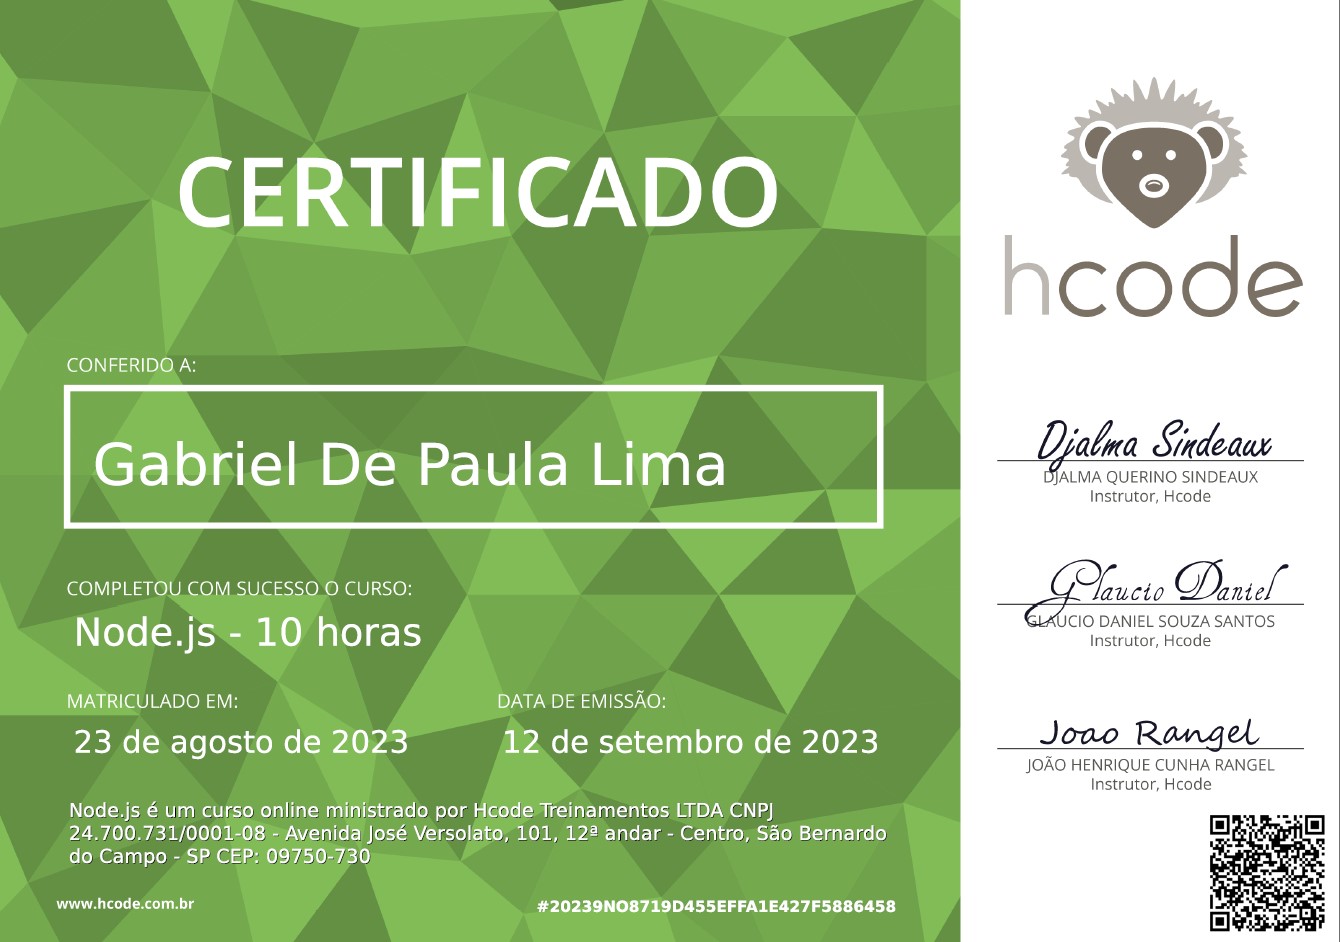 CERTIFICADO
CONFERIDO A:
Gabriel De Paula Lima
COMPLETOU COM SUCESSO O CURSO:
Node.js - 10 horas
MATRICULADO EM:
23 de agosto de 2023
DATA DE EMISSÃO:
12 de setembro de 2023
Node.js é um curso online ministrado por Hcode Treinamentos LTDA CNPJ
24.700.731/0001-08 - Avenida José Versolato, 101, 12ª andar - Centro, São Bernardo
do Campo - SP CEP: 09750-730
www.hcode.com.br
#20239NO8719D455EFFA1E427F5886458
hcode
Djalma Sindeaux
DJALMA QUERINO SINDEAUX
Instrutor, Hcode
Glaucio Daniel
GLAUCIO DANIEL SOUZA SANTOS
Instrutor, Hcode
Joao Rangel
JOÃO HENRIQUE CUNHA RANGEL
Instrutor, Hcode